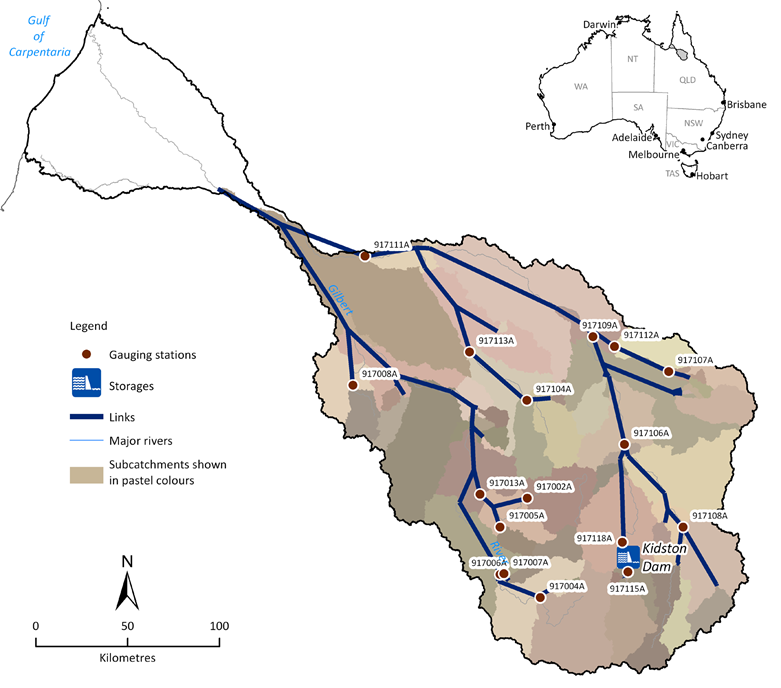 Gulf
of
Carpentaria
Darwin
NT
WA
QLD
SA
Brisbane
NSW
Perth
Adelaide
Sydney
VIC
Canberra
Melbourne
TAS
Hobart
917111A
Gilbert
917109A
917112A
917113A
917107A
917008A
917104A
Legend
Gauging stations
Storages
Links
Major rivers
Subcatchments shown
in pastel colours
917106A
917013A
917002A
917005A
917108A
River
917118A
Kidston
Dam
917006A
917007A
917115A
917004A
N
0
50
100
Kilometres